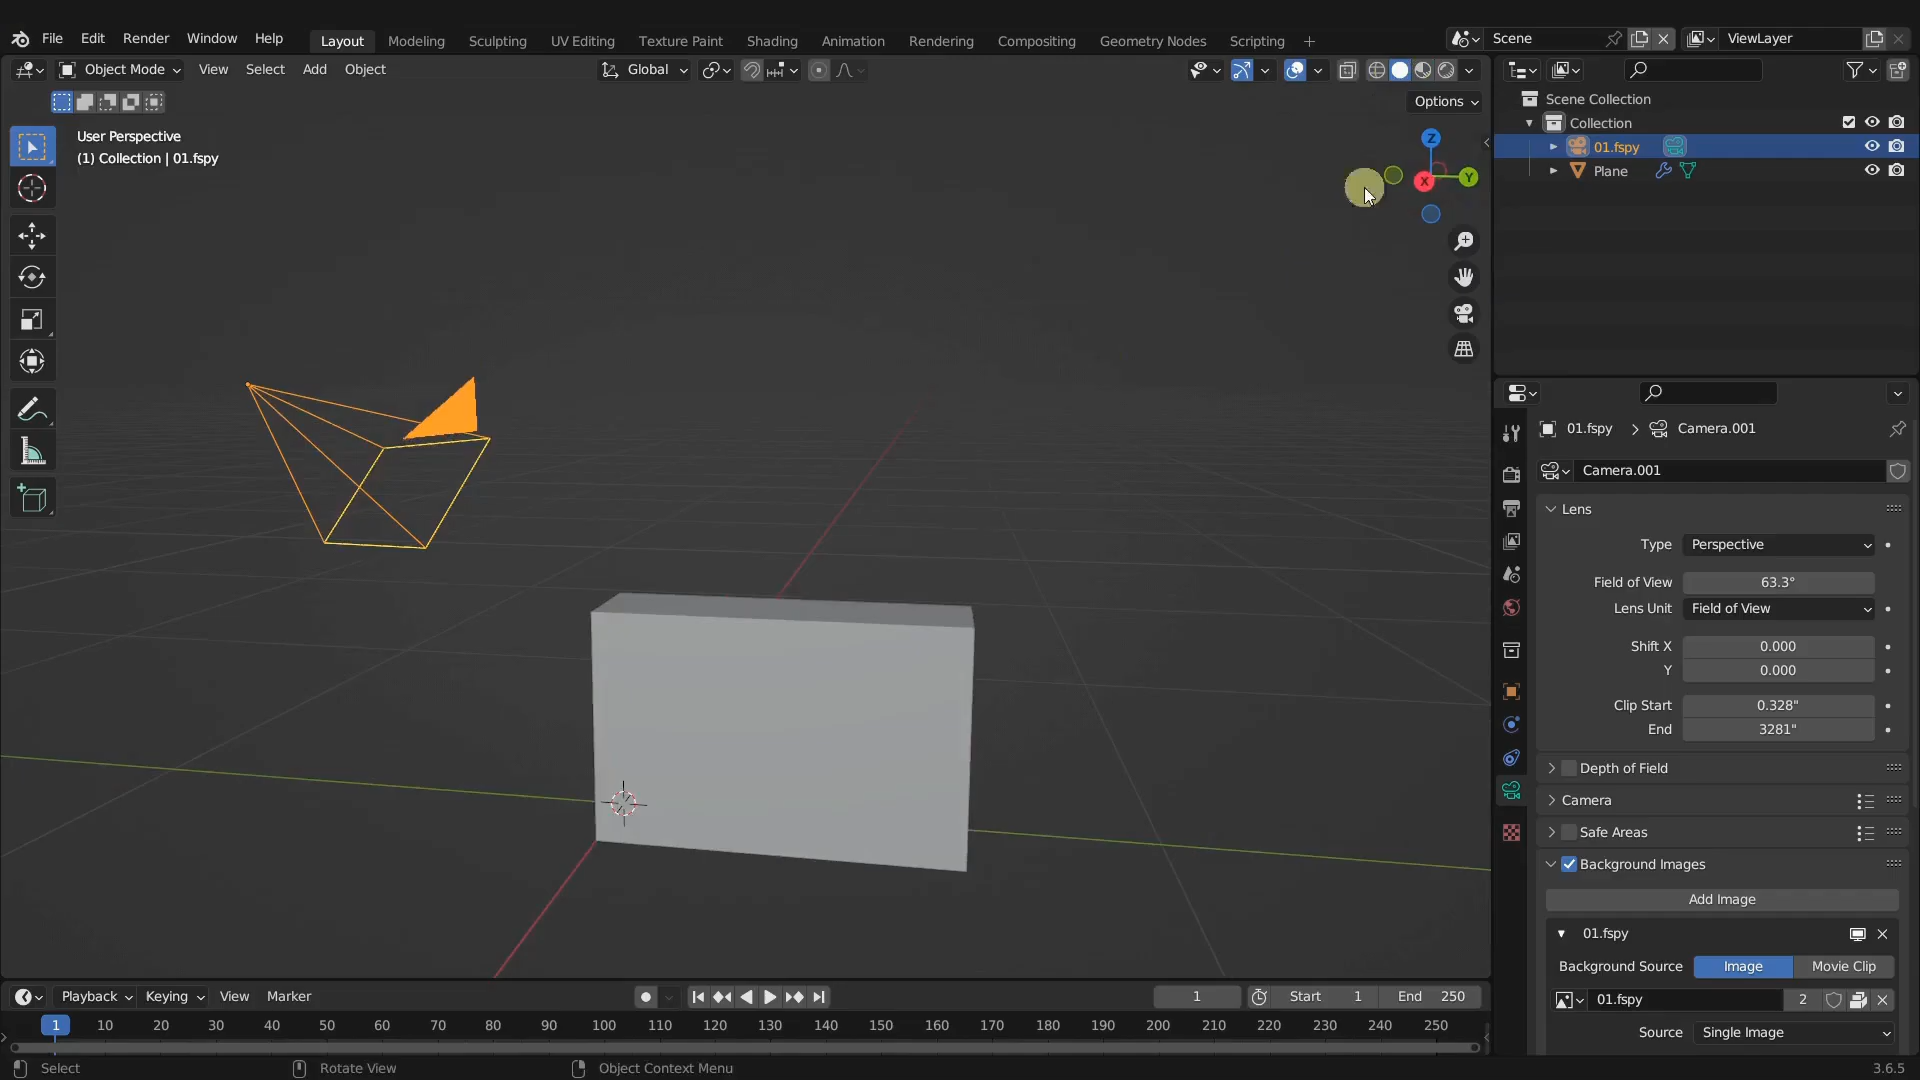 File Edit Render Window Help Layout Modeling Sculpting UV Editing Texture Paint Shading Animation Rendering Compositing Geometry Nodes Scripting + Scene ViewLayer
Object Mode View Select Add Object Global
Options
User Perspective
(1) Collection | 01.fspy
Z
Y
X
Scene Collection
Collection
01.fspy
Plane
01.fspy > Camera.001
Camera.001
Lens
Type Perspective
Field of View 63.3°
Lens Unit Field of View
Shift X 0.000
Y 0.000
Clip Start 0.328"
End 3281"
Depth of Field
Camera
Safe Areas
Background Images
Add Image
01.fspy
Background Source Image Movie Clip
01.fspy 2
Source Single Image
Playback Keying View Marker 1 Start 1 End 250
1 10 20 30 40 50 60 70 80 90 100 110 120 130 140 150 160 170 180 190 200 210 220 230 240 250
Select Rotate View Object Context Menu 3.6.5